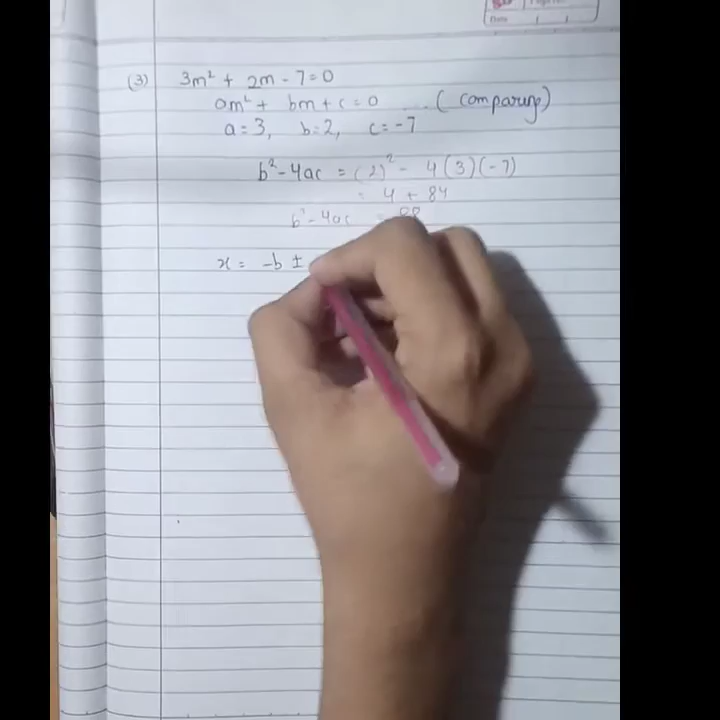 Date
(3) 3m² + 2m - 7 = 0
am² + bm + c = 0 .... (comparing)
a = 3, b = 2, c = -7
b² - 4ac = (2)² - 4(3)(-7)
= 4 + 84
b² - 4ac =
x = -b ±